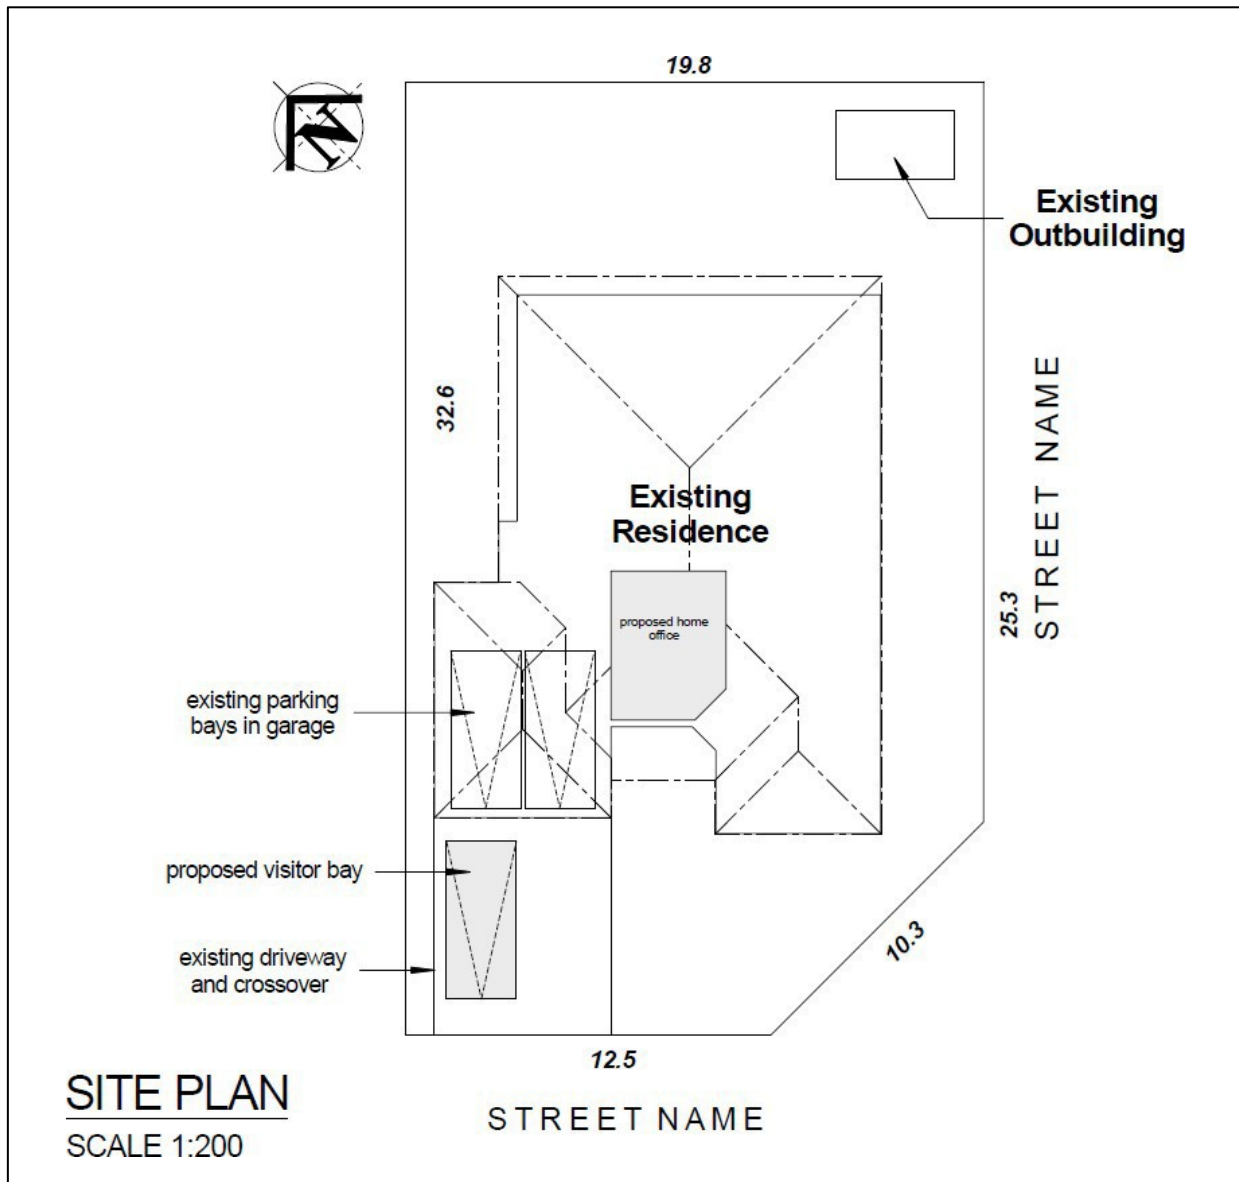 19.8
N
Existing
Outbuilding
32.6
STREET NAME
Existing
Residence
25.3
proposed home
office
existing parking
bays in garage
proposed visitor bay
existing driveway
and crossover
10.3
12.5
SITE PLAN
SCALE 1:200
STREET NAME